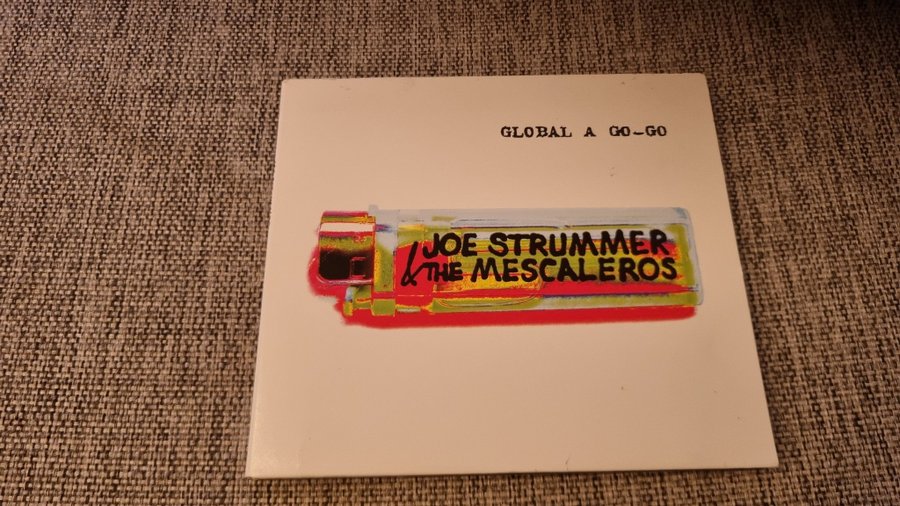 GLOBAL A GO-GO
JOE STRUMMER
& THE MESCALEROS